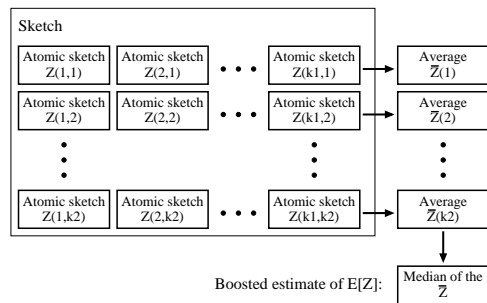 Sketch
Atomic sketch Atomic sketch Atomic sketch Average
Z(1,1) Z(2,1) Z(k1,1) Z̅(1)
Atomic sketch Atomic sketch Atomic sketch Average
Z(1,2) Z(2,2) Z(k1,2) Z̅(2)
Atomic sketch Atomic sketch Atomic sketch Average
Z(1,k2) Z(2,k2) Z(k1,k2) Z̅(k2)
Boosted estimate of E[Z]: Median of the
Z̅